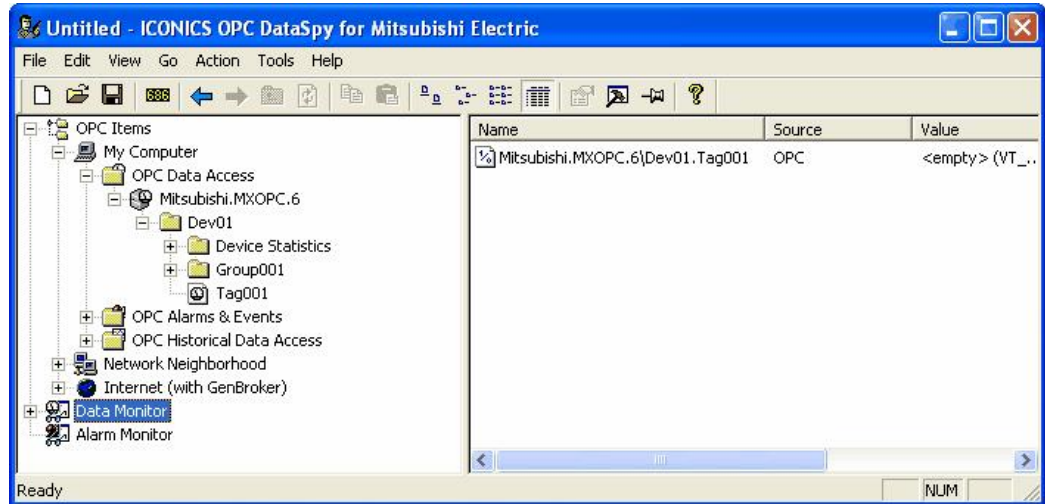 Untitled - ICONICS OPC DataSpy for Mitsubishi Electric
File Edit View Go Action Tools Help
OPC Items
My Computer
OPC Data Access
Mitsubishi.MXOPC.6
Dev01
Device Statistics
Group001
Tag001
OPC Alarms & Events
OPC Historical Data Access
Network Neighborhood
Internet (with GenBroker)
Data Monitor
Alarm Monitor
Name Source Value
Mitsubishi.MXOPC.6\Dev01.Tag001 OPC <empty> (VT_...
Ready NUM